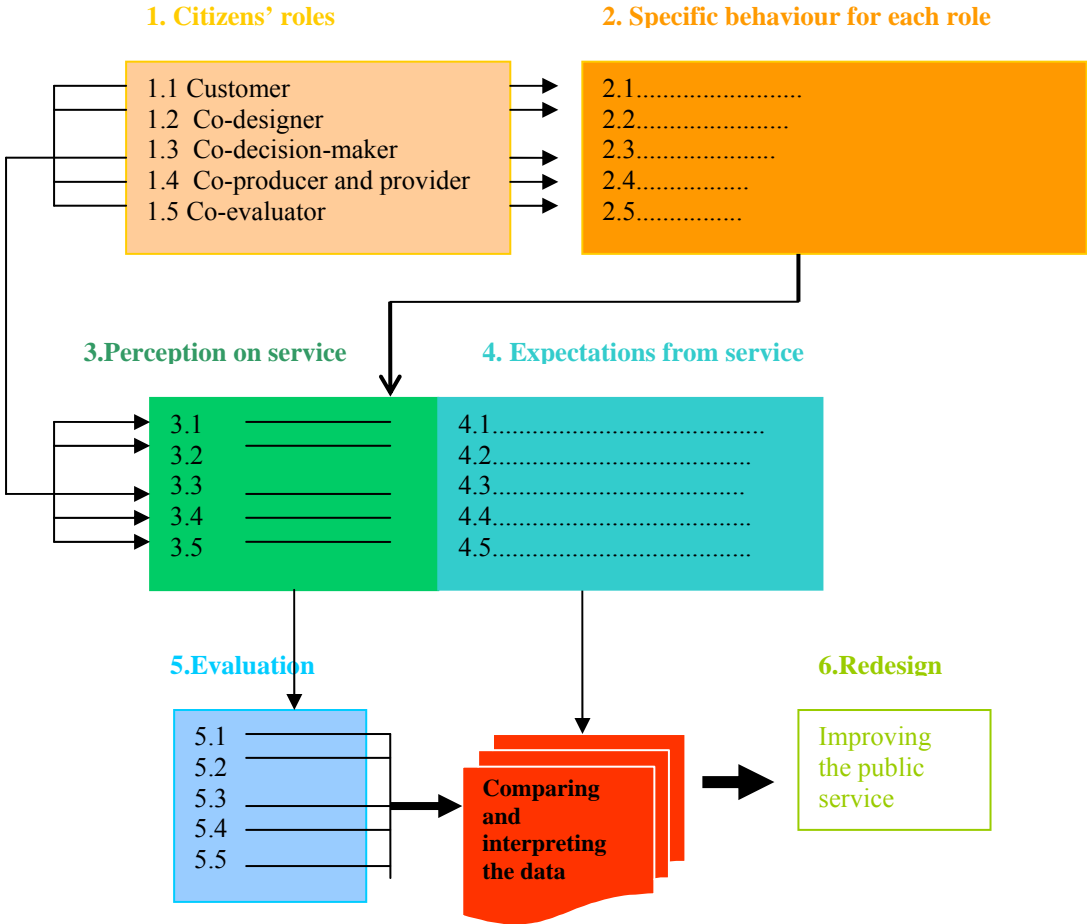 1. Citizens’ roles
2. Specific behaviour for each role
1.1 Customer
1.2 Co-designer
1.3 Co-decision-maker
1.4 Co-producer and provider
1.5 Co-evaluator
2.1..........................
2.2........................
2.3......................
2.4.................
2.5................
3.Perception on service
4. Expectations from service
3.1
3.2
3.3
3.4
3.5
4.1..........................................
4.2........................................
4.3.......................................
4.4........................................
4.5........................................
5.Evaluation
6.Redesign
5.1
5.2
5.3
5.4
5.5
Comparing
and
interpreting
the data
Improving
the public
service